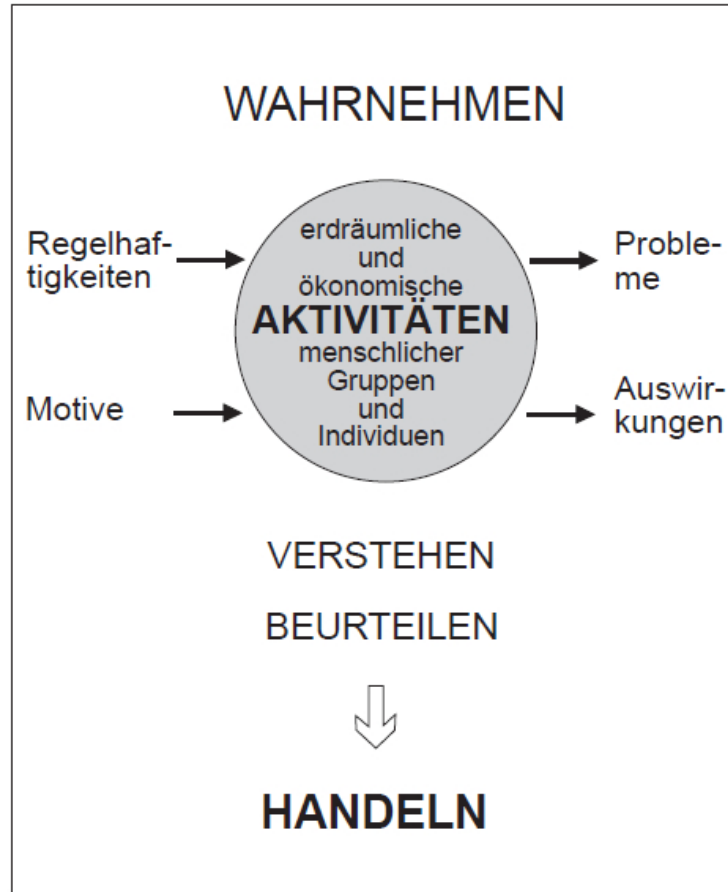 WAHRNEHMEN
Regelhaf-
tigkeiten
Motive
erdräumliche
und
ökonomische
AKTIVITÄTEN
menschlicher
Gruppen
und
Individuen
Proble-
me
Auswir-
kungen
VERSTEHEN
BEURTEILEN
HANDELN